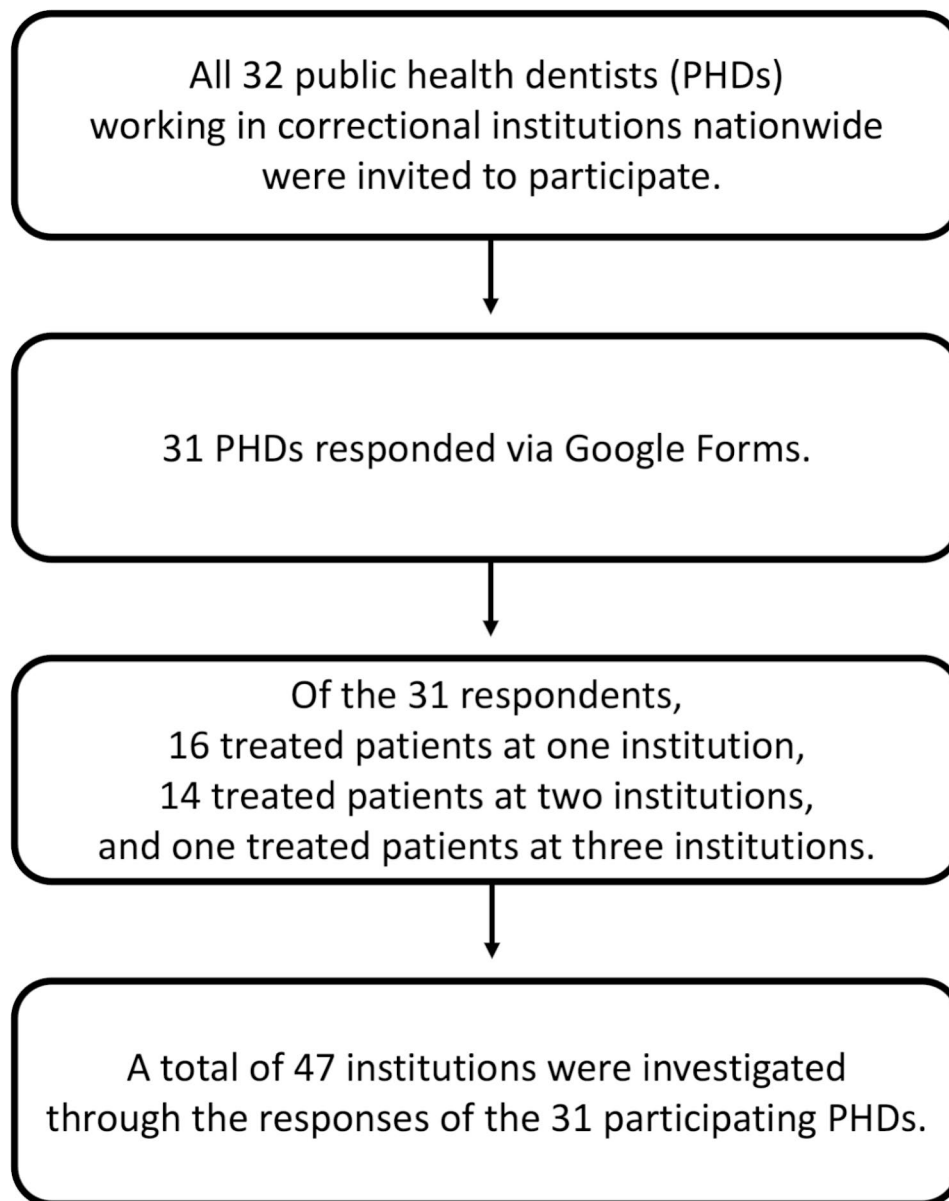 All 32 public health dentists (PHDs)
working in correctional institutions nationwide
were invited to participate.
31 PHDs responded via Google Forms.
Of the 31 respondents,
16 treated patients at one institution,
14 treated patients at two institutions,
and one treated patients at three institutions.
A total of 47 institutions were investigated
through the responses of the 31 participating PHDs.